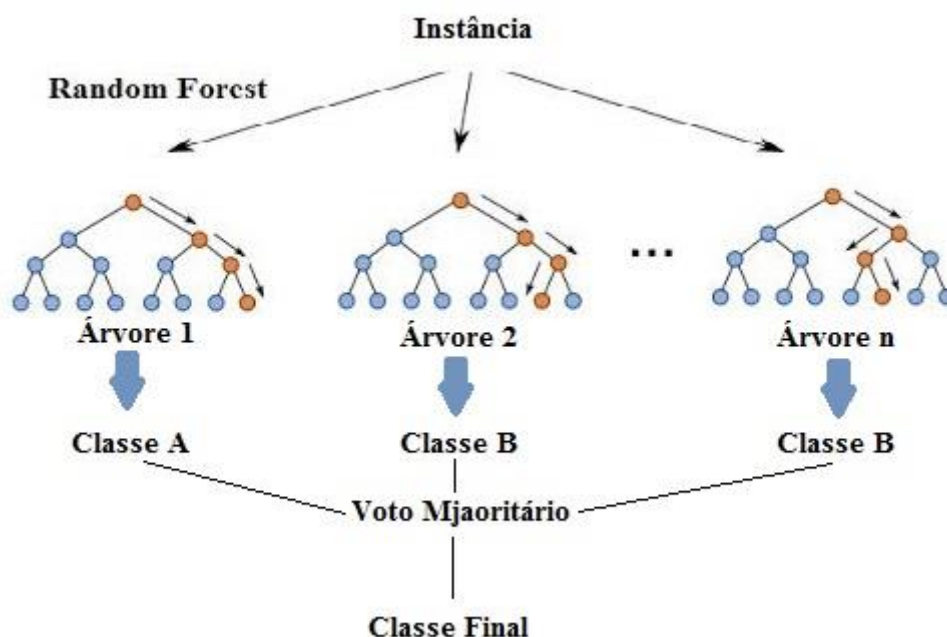 Instância
Random Forest
...
Árvore 1
Árvore 2
Árvore n
Classe A
Classe B
Classe B
Voto Mjaoritário
Classe Final